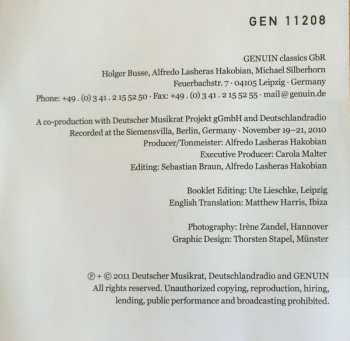 GEN 11208
GENUIN classics GbR
Holger Busse, Alfredo Lasheras Hakobian, Michael Silberhorn
Feuerbachstr. 7 · 04105 Leipzig · Germany
Phone: +49 . (0) 3 41 . 2 15 52 50 · Fax: +49 . (0) 3 41 . 2 15 52 55 · mail@genuin.de
A co-production with Deutscher Musikrat Projekt gGmbH and Deutschlandradio
Recorded at the Siemensvilla, Berlin, Germany · November 19–21, 2010
Producer/Tonmeister: Alfredo Lasheras Hakobian
Executive Producer: Carola Malter
Editing: Sebastian Braun, Alfredo Lasheras Hakobian
Booklet Editing: Ute Lieschke, Leipzig
English Translation: Matthew Harris, Ibiza
Photography: Irène Zandel, Hannover
Graphic Design: Thorsten Stapel, Münster
℗ + © 2011 Deutscher Musikrat, Deutschlandradio and GENUIN
All rights reserved. Unauthorized copying, reproduction, hiring,
lending, public performance and broadcasting prohibited.